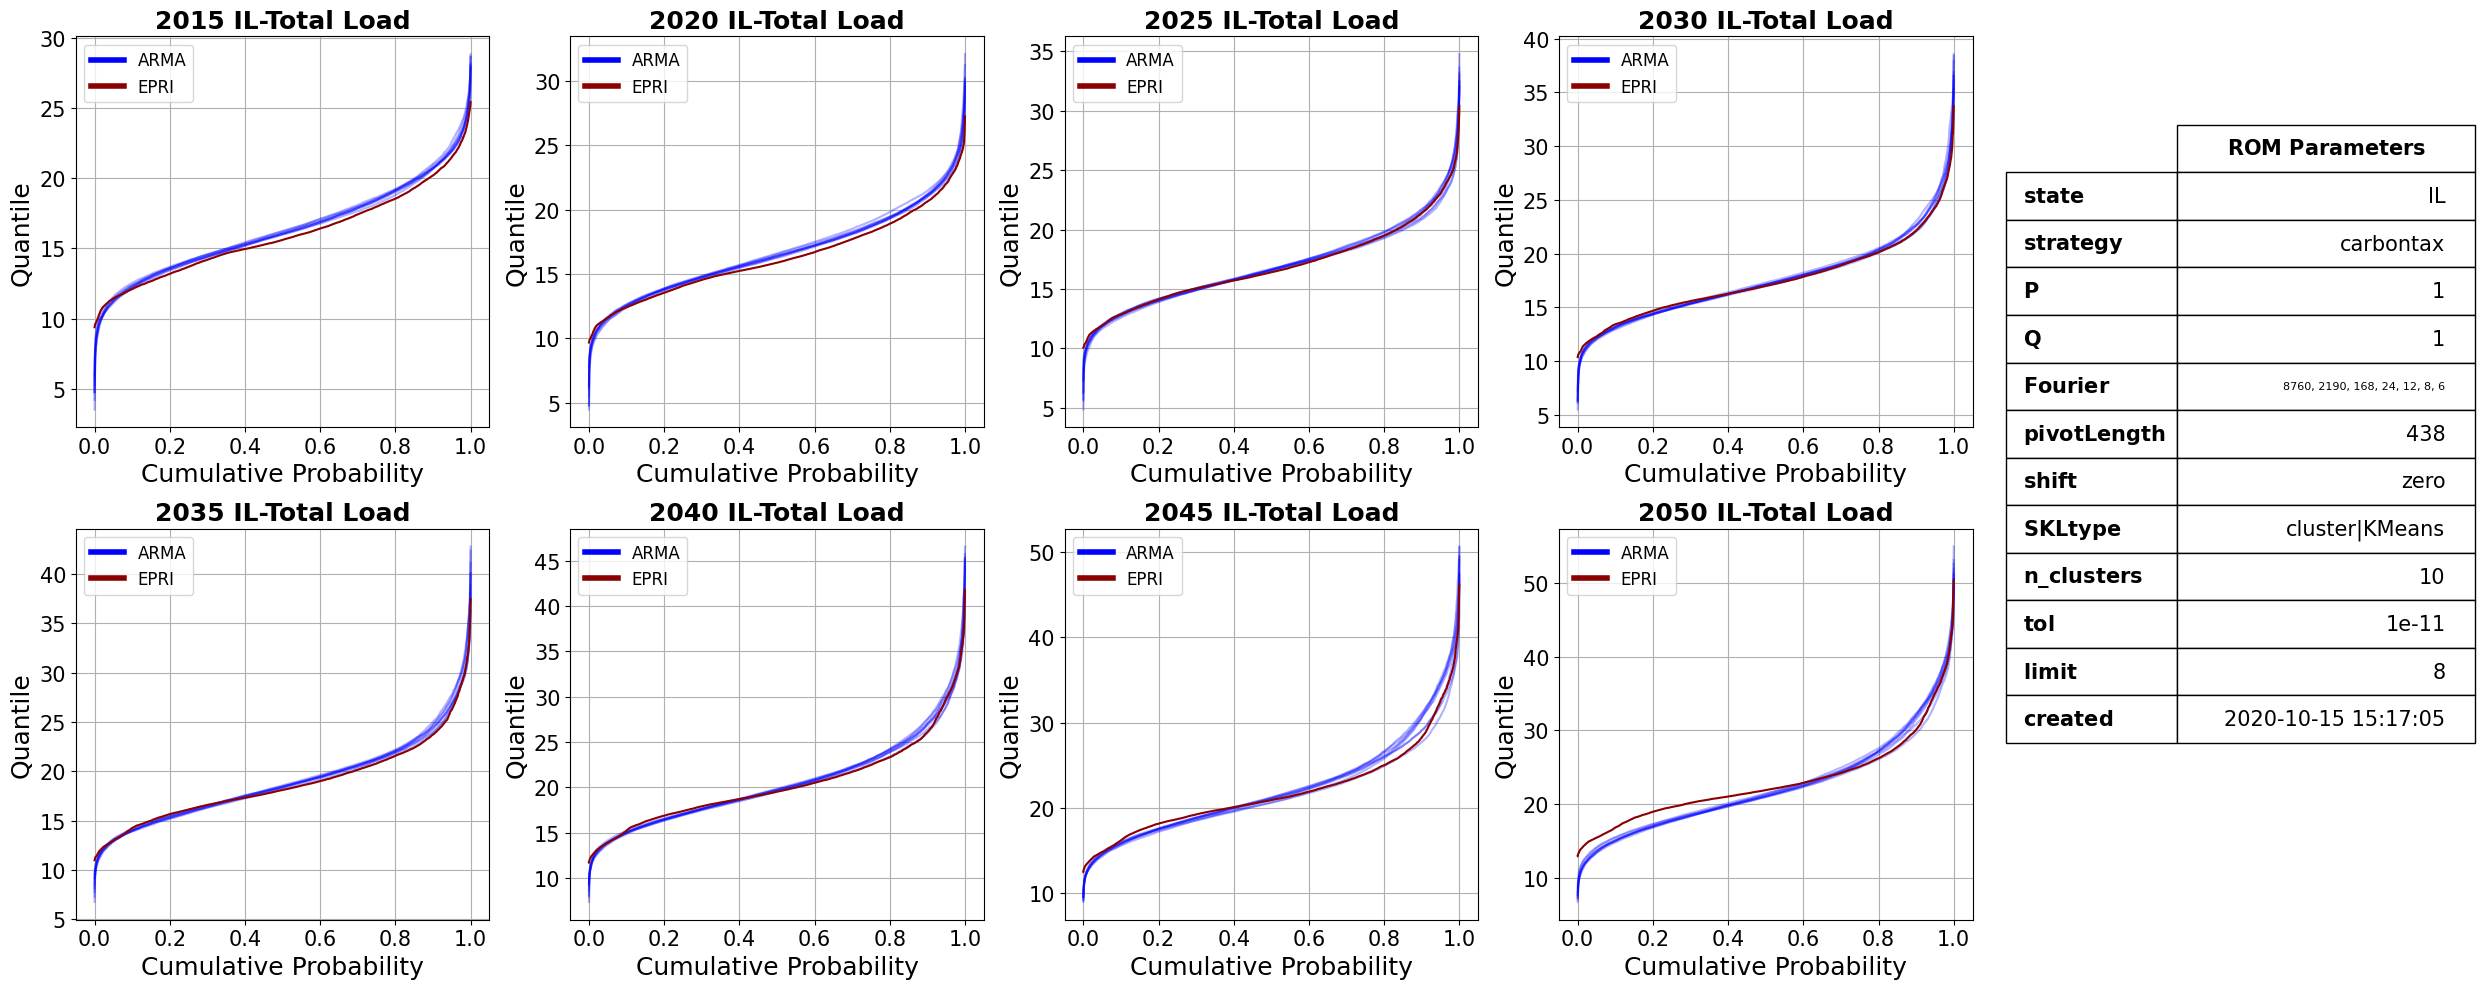 2015 IL-Total Load
ARMA
EPRI
Quantile
30
25
20
15
10
5
0.0 0.2 0.4 0.6 0.8 1.0
Cumulative Probability
2020 IL-Total Load
ARMA
EPRI
Quantile
30
25
20
15
10
5
0.0 0.2 0.4 0.6 0.8 1.0
Cumulative Probability
2025 IL-Total Load
ARMA
EPRI
Quantile
35
30
25
20
15
10
5
0.0 0.2 0.4 0.6 0.8 1.0
Cumulative Probability
2030 IL-Total Load
ARMA
EPRI
Quantile
40
35
30
25
20
15
10
5
0.0 0.2 0.4 0.6 0.8 1.0
Cumulative Probability
2035 IL-Total Load
ARMA
EPRI
Quantile
40
35
30
25
20
15
10
5
0.0 0.2 0.4 0.6 0.8 1.0
Cumulative Probability
2040 IL-Total Load
ARMA
EPRI
Quantile
45
40
35
30
25
20
15
10
0.0 0.2 0.4 0.6 0.8 1.0
Cumulative Probability
2045 IL-Total Load
ARMA
EPRI
Quantile
50
40
30
20
10
0.0 0.2 0.4 0.6 0.8 1.0
Cumulative Probability
2050 IL-Total Load
ARMA
EPRI
Quantile
50
40
30
20
10
0.0 0.2 0.4 0.6 0.8 1.0
Cumulative Probability
ROM Parameters
state IL
strategy carbontax
P 1
Q 1
Fourier 8760, 2190, 168, 24, 12, 8, 6
pivotLength 438
shift zero
SKLtype cluster|KMeans
n_clusters 10
tol 1e-11
limit 8
created 2020-10-15 15:17:05